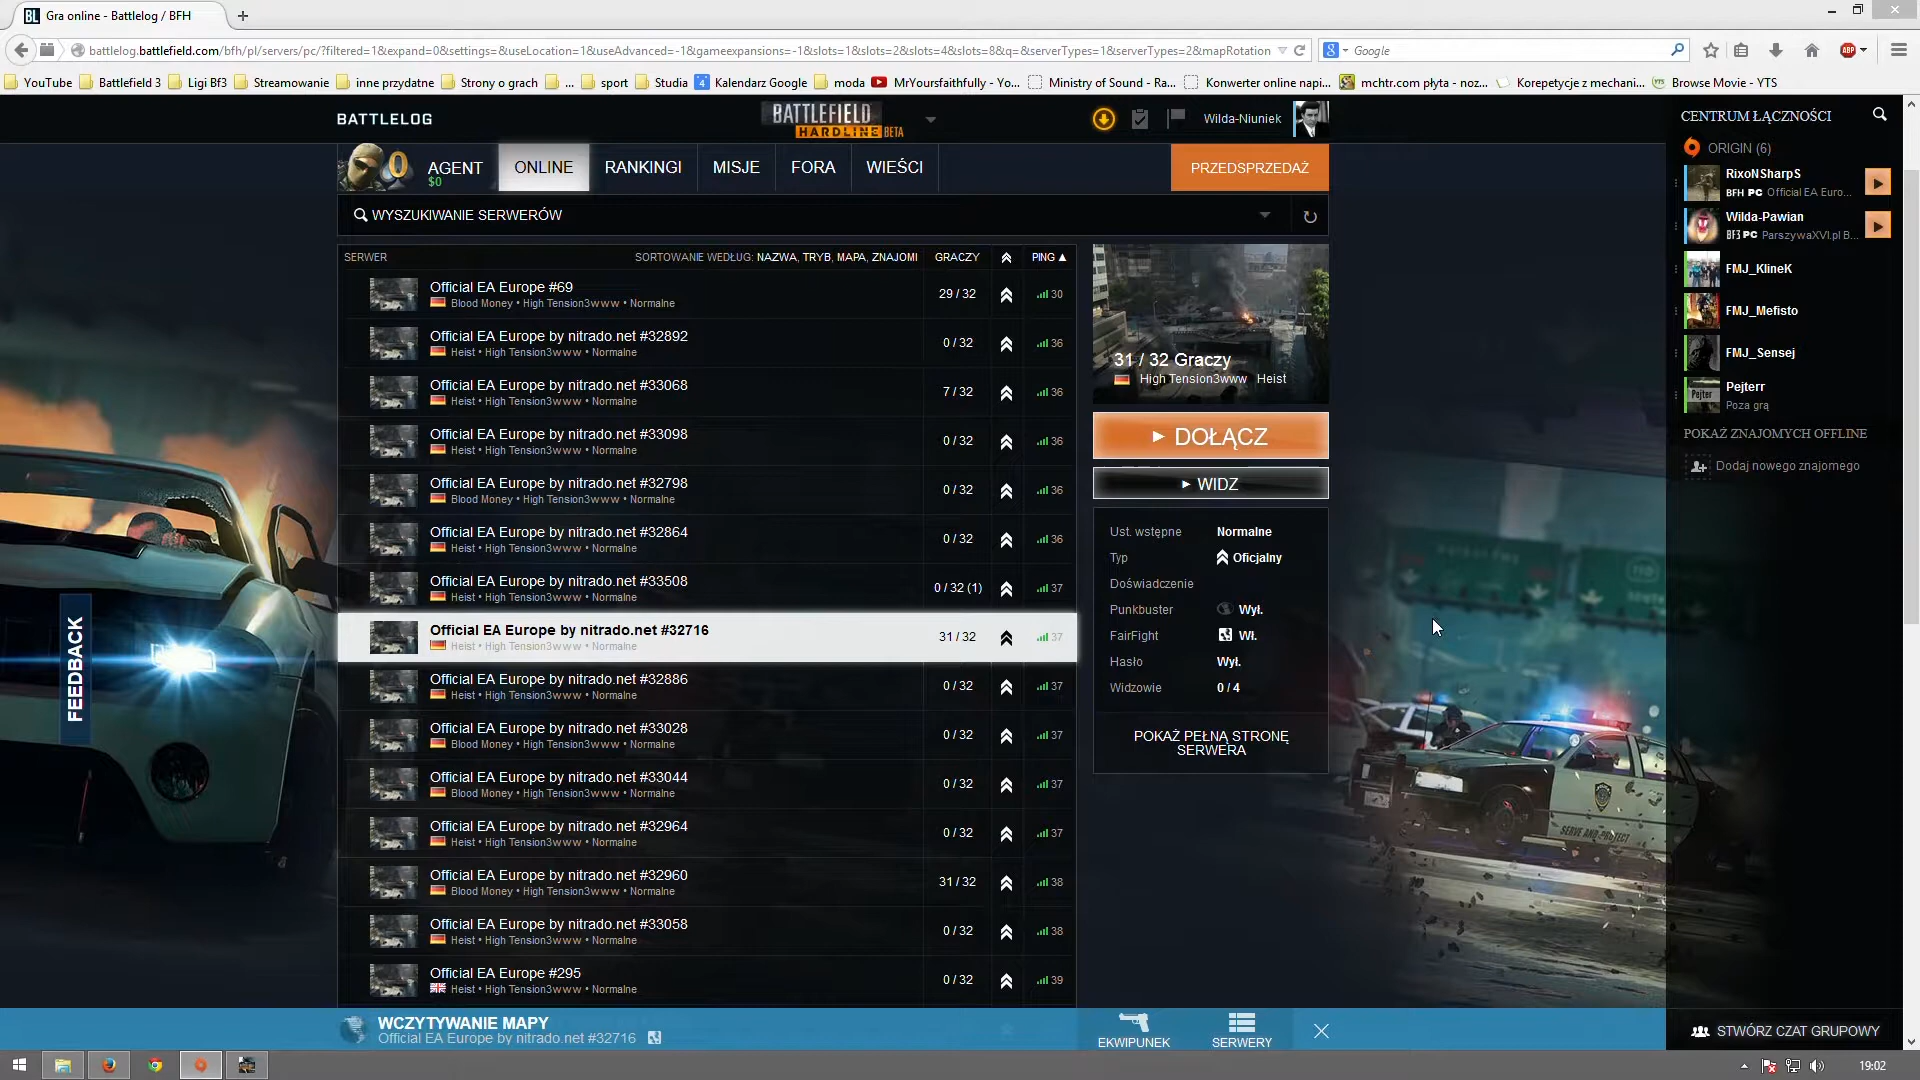 Gra online - Battlelog / BFH
battlelog.battlefield.com/bfh/pl/servers/pc/?filtered=1&expand=0&settings=&useLocation=1&useAdvanced=-1&gameexpansions=-1&slots=1&slots=2&slots=4&slots=8&q=&serverTypes=1&serverTypes=2&mapRotation
Google
YouTube Battlefield 3 Ligi Bf3 Streamowanie inne przydatne Strony o grach ... sport Studia Kalendarz Google moda MrYoursfaithfully - Yo... Ministry of Sound - Ra... Konwerter online napi... mchtr.com płyta - noz... Korepetycje z mechani... Browse Movie - YTS
BATTLELOG
BATTLEFIELD
HARDLINE BETA
Wilda-Niuniek
0 AGENT
$0
ONLINE RANKINGI MISJE FORA WIEŚCI
PRZEDSPRZEDAŻ
WYSZUKIWANIE SERWERÓW
SERWER SORTOWANIE WEDŁUG: NAZWA, TRYB, MAPA, ZNAJOMI GRACZY PING
Official EA Europe #69 29 / 32 30
Blood Money • High Tension3www • Normalne
Official EA Europe by nitrado.net #32892 0 / 32 36
Heist • High Tension3www • Normalne
Official EA Europe by nitrado.net #33068 7 / 32 36
Heist • High Tension3www • Normalne
Official EA Europe by nitrado.net #33098 0 / 32 36
Heist • High Tension3www • Normalne
Official EA Europe by nitrado.net #32798 0 / 32 36
Blood Money • High Tension3www • Normalne
Official EA Europe by nitrado.net #32864 0 / 32 36
Heist • High Tension3www • Normalne
Official EA Europe by nitrado.net #33508 0 / 32 (1) 37
Heist • High Tension3www • Normalne
Official EA Europe by nitrado.net #32716 31 / 32 37
Heist • High Tension3www • Normalne
Official EA Europe by nitrado.net #32886 0 / 32 37
Heist • High Tension3www • Normalne
Official EA Europe by nitrado.net #33028 0 / 32 37
Blood Money • High Tension3www • Normalne
Official EA Europe by nitrado.net #33044 0 / 32 37
Blood Money • High Tension3www • Normalne
Official EA Europe by nitrado.net #32964 0 / 32 37
Heist • High Tension3www • Normalne
Official EA Europe by nitrado.net #32960 31 / 32 38
Blood Money • High Tension3www • Normalne
Official EA Europe by nitrado.net #33058 0 / 32 38
Heist • High Tension3www • Normalne
Official EA Europe #295 0 / 32 39
Heist • High Tension3www • Normalne
31 / 32 Graczy
High Tension3www Heist
DOŁĄCZ
WIDZ
Ust. wstępne Normalne
Typ Oficjalny
Doświadczenie
Punkbuster Wył.
FairFight Wł.
Hasło Wył.
Widzowie 0 / 4
POKAŻ PEŁNĄ STRONĘ
SERWERA
CENTRUM ŁĄCZNOŚCI
ORIGIN (6)
RixoNSharpS
BFH PC Official EA Euro...
Wilda-Pawian
BF3 PC ParszywaXVI.pl B...
FMJ_KlineK
FMJ_Mefisto
FMJ_Sensej
Pejter
Pejterr
Poza grą
POKAŻ ZNAJOMYCH OFFLINE
Dodaj nowego znajomego
FEEDBACK
SERVE AND PROTECT
WCZYTYWANIE MAPY
Official EA Europe by nitrado.net #32716
EKWIPUNEK SERWERY
STWÓRZ CZAT GRUPOWY
19:02